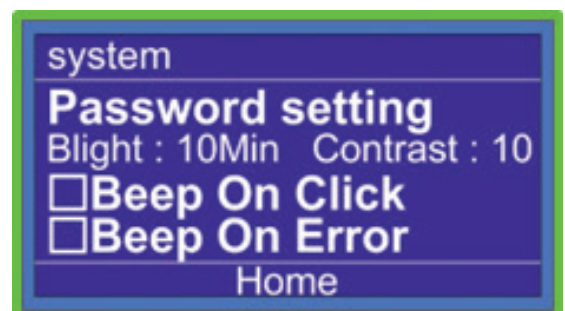 system
Password setting
Blight : 10Min Contrast : 10
☐Beep On Click
☐Beep On Error
Home